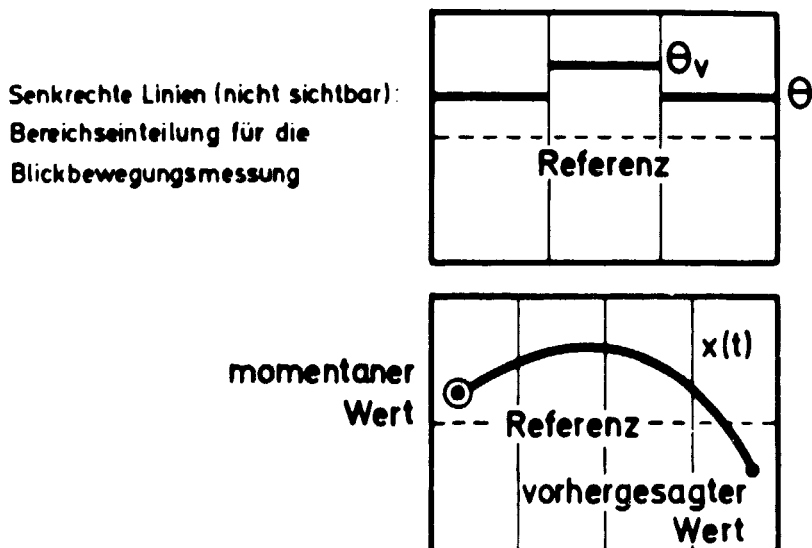 Senkrechte Linien (nicht sichtbar):
Bereichseinteilung für die
Blickbewegungsmessung
Θv
Θ
Referenz
x(t)
momentaner
Wert
Referenz
vorhergesagter
Wert